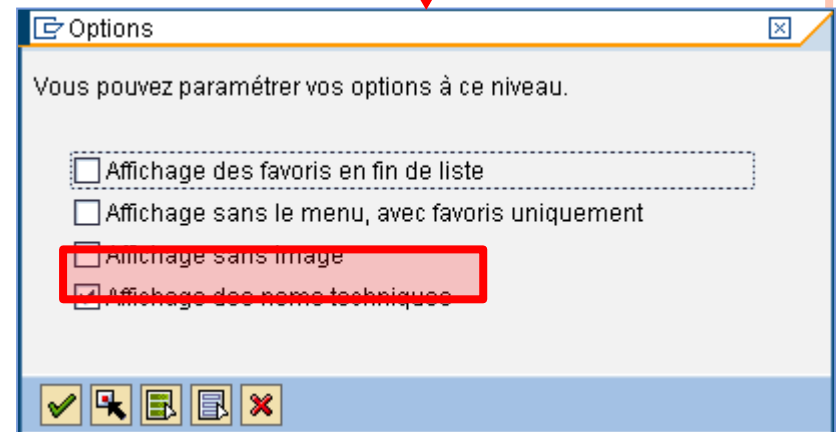 Options
Vous pouvez paramétrer vos options à ce niveau.
Affichage des favoris en fin de liste
Affichage sans le menu, avec favoris uniquement
Affichage sans image
Affichage des noms techniques